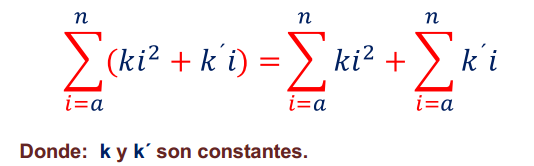 n n n
∑ (ki² + k´i) = ∑ ki² + ∑ k´i
i=a i=a i=a
Donde: k y k´ son constantes.